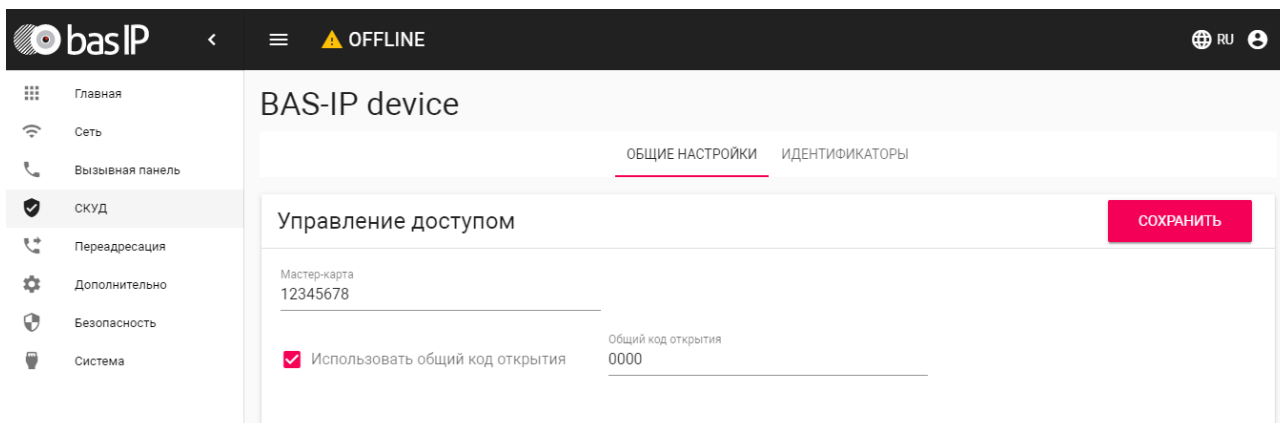 bas IP
OFFLINE
RU
Главная
Сеть
Вызывная панель
СКУД
Переадресация
Дополнительно
Безопасность
Система
BAS-IP device
ОБЩИЕ НАСТРОЙКИ ИДЕНТИФИКАТОРЫ
Управление доступом
СОХРАНИТЬ
Мастер-карта
12345678
Использовать общий код открытия
Общий код открытия
0000